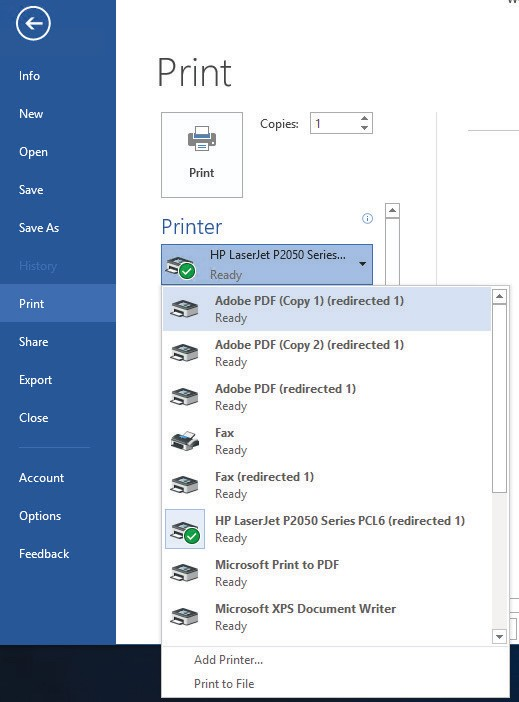 Info
New
Open
Save
Save As
History
Print
Share
Export
Close
Account
Options
Feedback
Print
Copies: 1
Print
Printer
HP LaserJet P2050 Series...
Ready
Adobe PDF (Copy 1) (redirected 1)
Ready
Adobe PDF (Copy 2) (redirected 1)
Ready
Adobe PDF (redirected 1)
Ready
Fax
Ready
Fax (redirected 1)
Ready
HP LaserJet P2050 Series PCL6 (redirected 1)
Ready
Microsoft Print to PDF
Ready
Microsoft XPS Document Writer
Ready
Add Printer...
Print to File